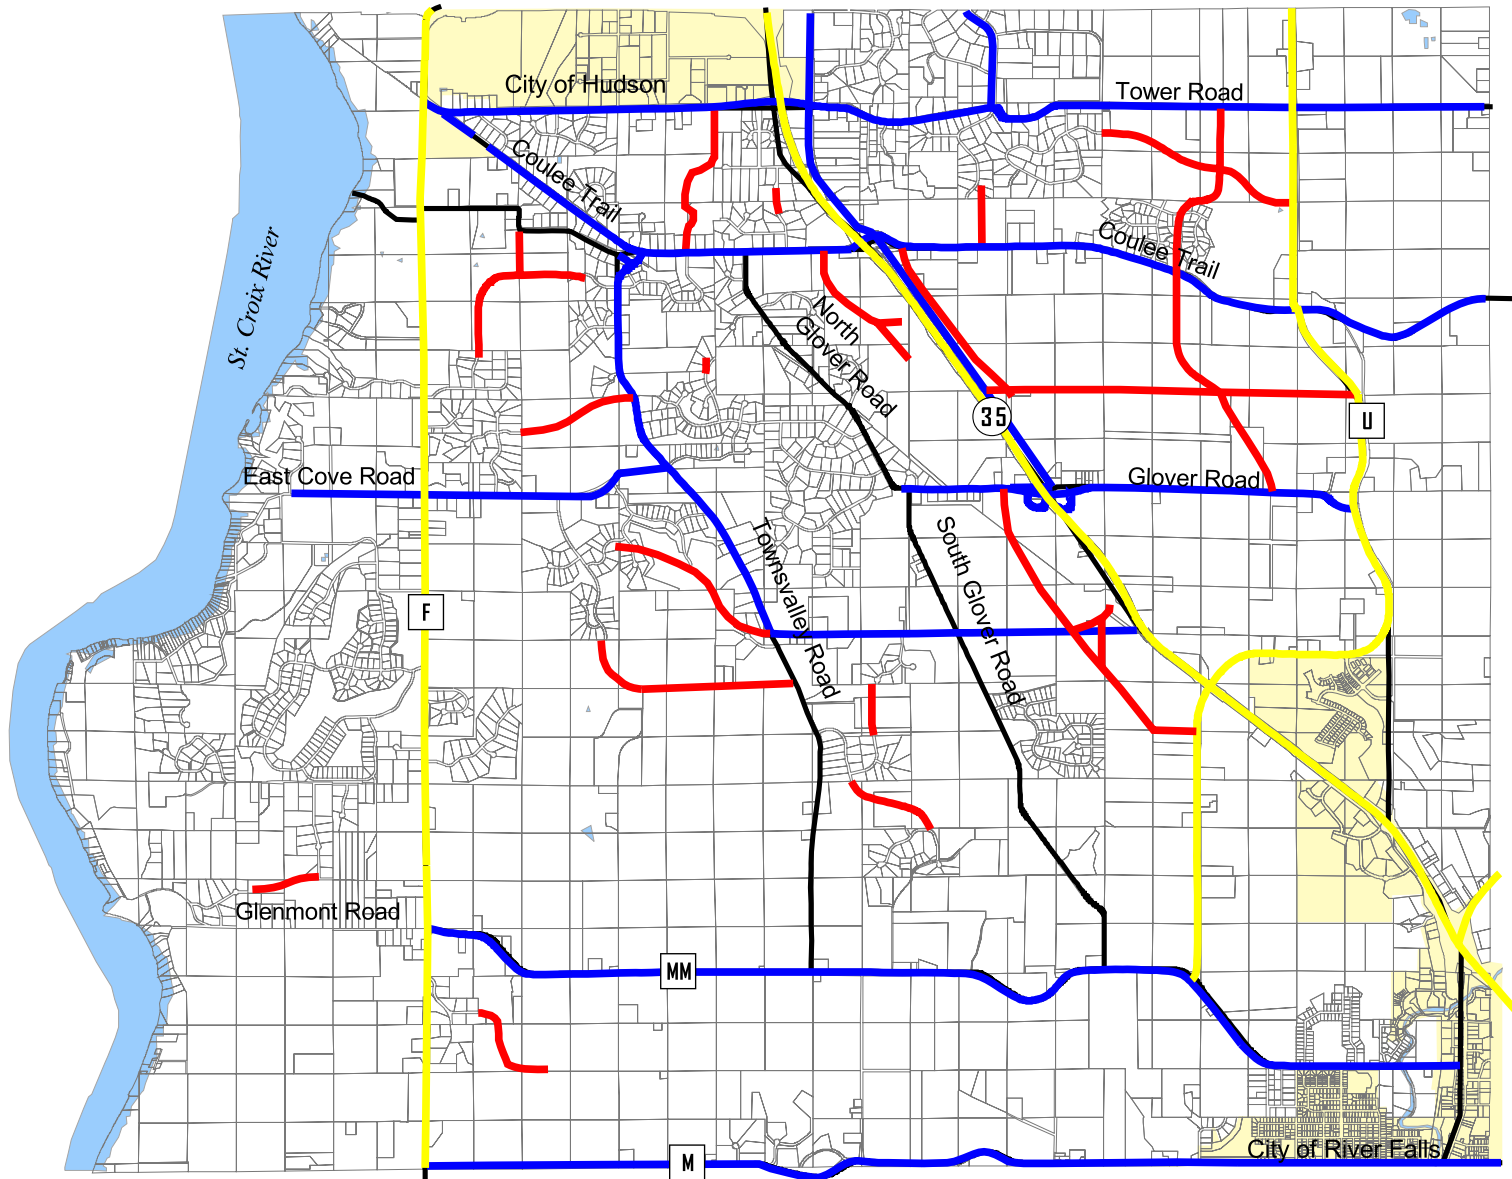 City of Hudson
Tower Road
Coulee Trail
Coulee Trail
St. Croix River
North
Glover Road
35
U
East Cove Road
Glover Road
Townsvalley Road
South Glover Road
F
Glenmont Road
MM
City of River Falls
M